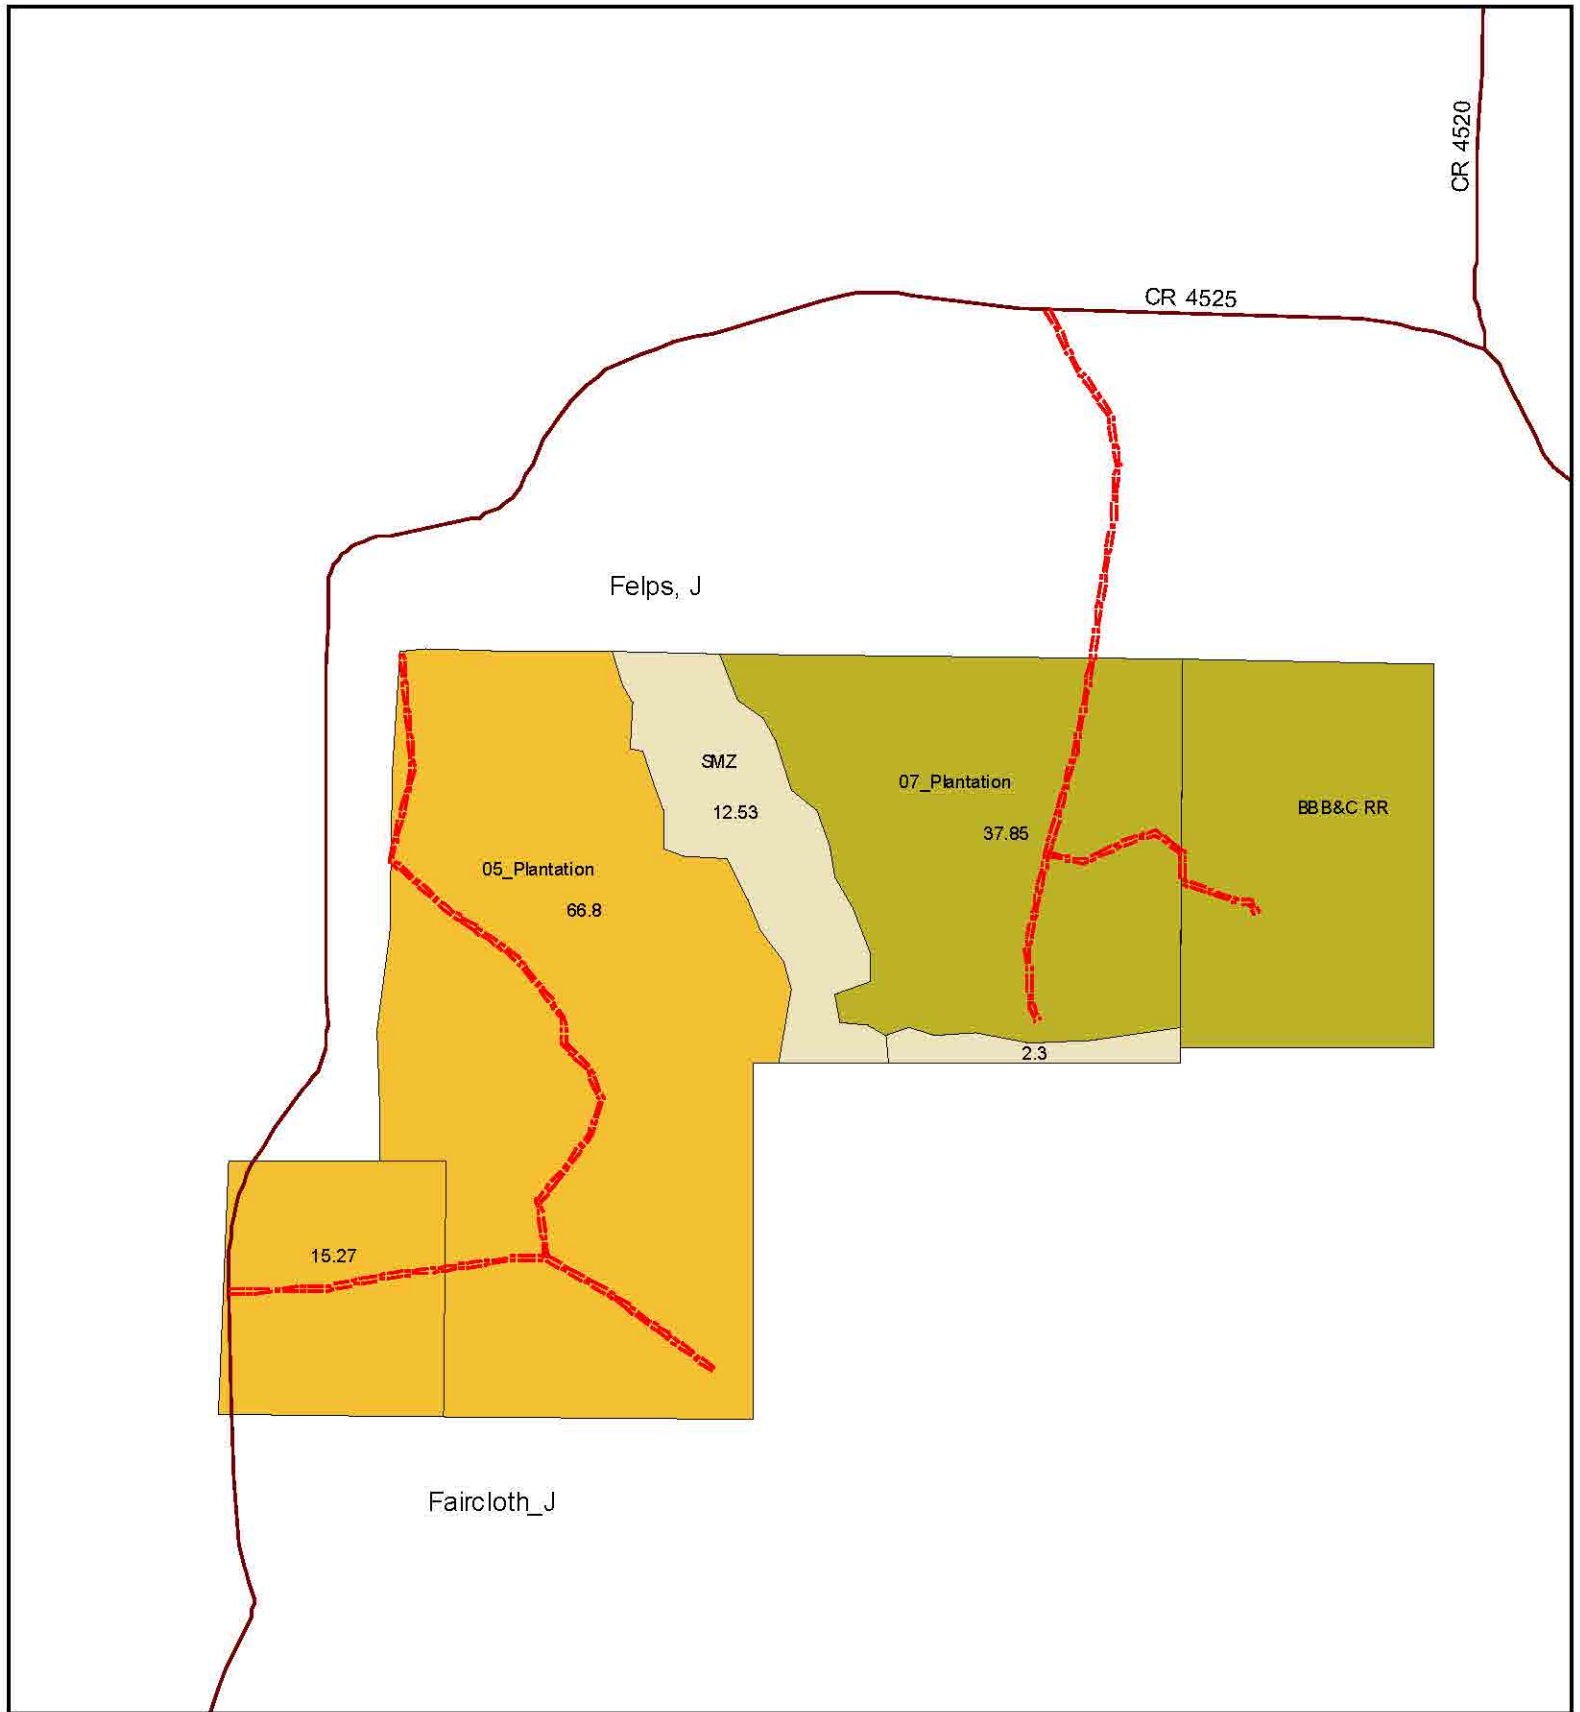 CR 4520
CR 4525
Felps, J
SMZ
12.53
07_Plantation
37.85
BBB&C RR
05_Plantation
66.8
2.3
15.27
Faircloth_J